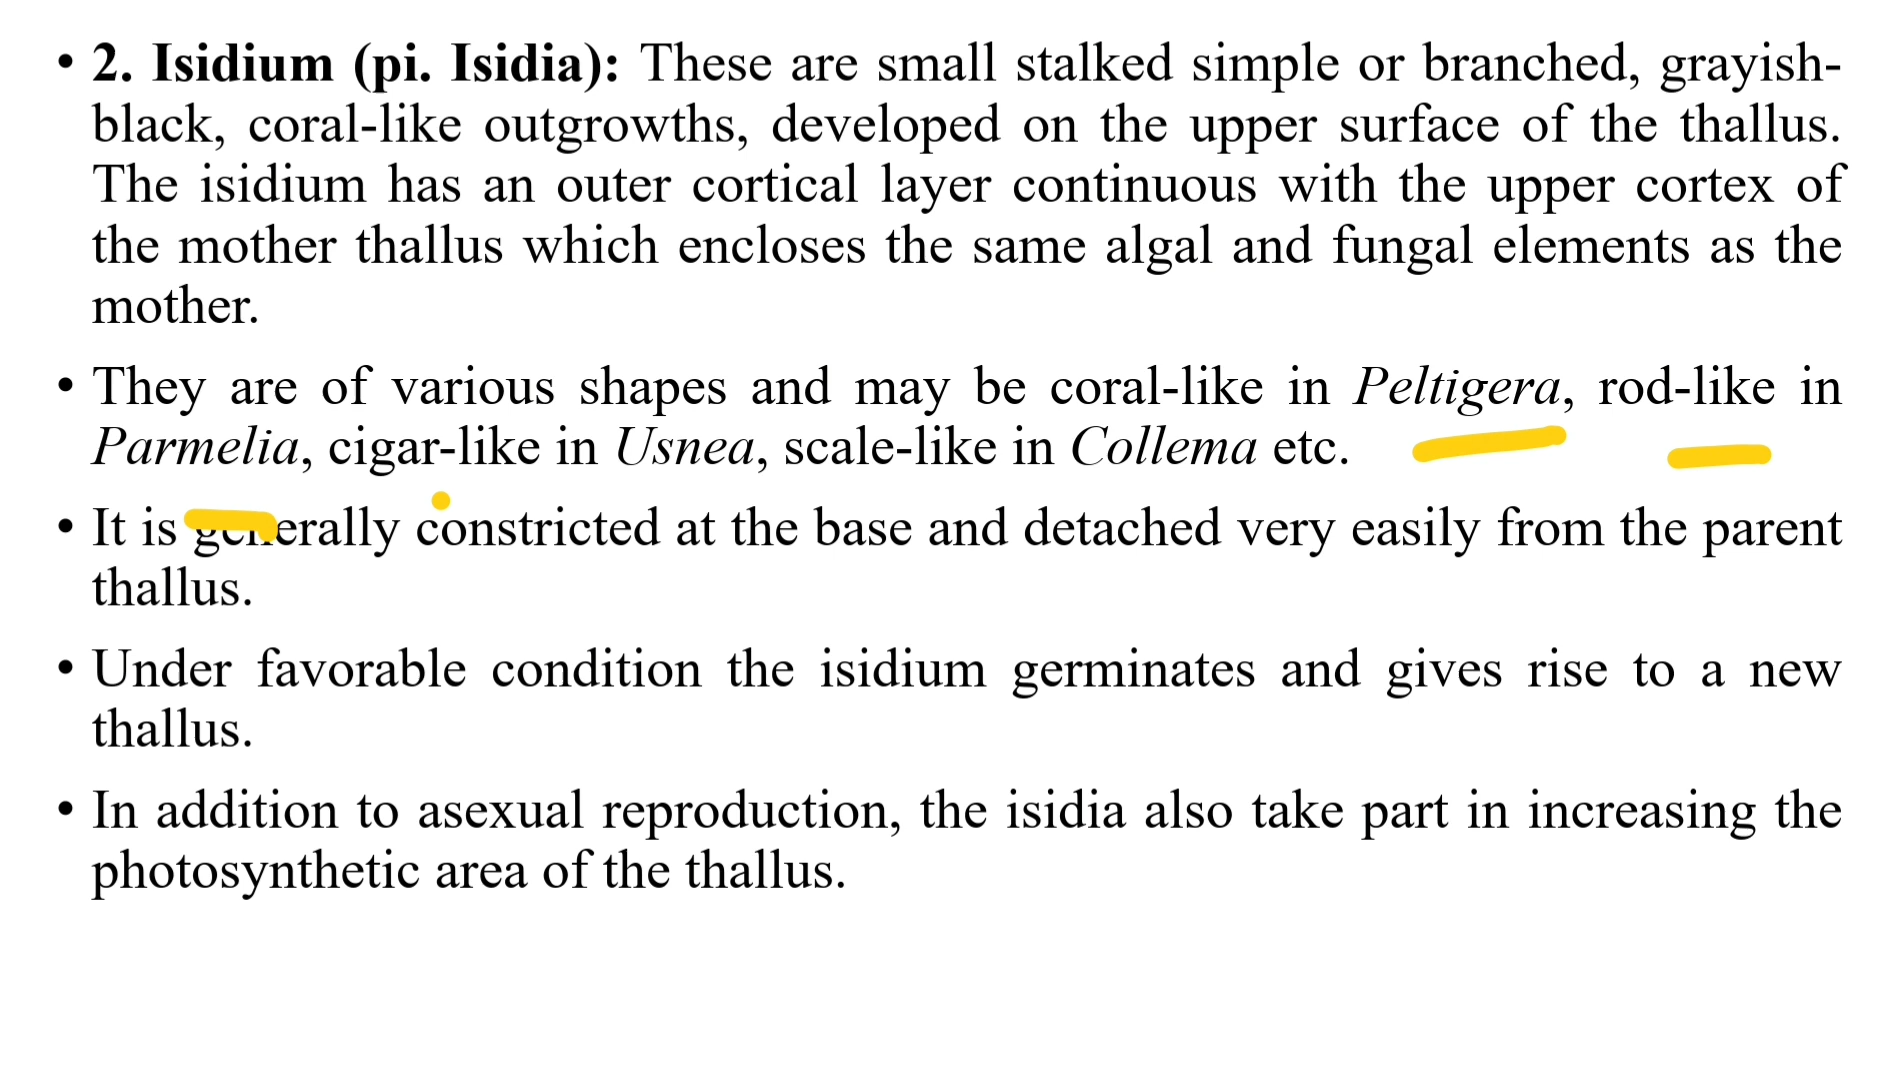 • 2. Isidium (pi. Isidia): These are small stalked simple or branched, grayish-
black, coral-like outgrowths, developed on the upper surface of the thallus.
The isidium has an outer cortical layer continuous with the upper cortex of
the mother thallus which encloses the same algal and fungal elements as the
mother.
• They are of various shapes and may be coral-like in Peltigera, rod-like in
Parmelia, cigar-like in Usnea, scale-like in Collema etc.
• It is generally constricted at the base and detached very easily from the parent
thallus.
• Under favorable condition the isidium germinates and gives rise to a new
thallus.
• In addition to asexual reproduction, the isidia also take part in increasing the
photosynthetic area of the thallus.